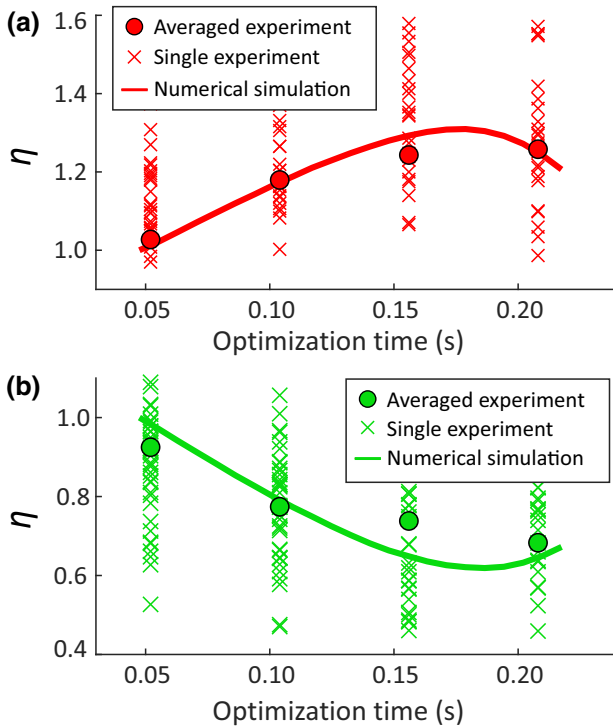 (a)
Averaged experiment
Single experiment
Numerical simulation
1.6
1.4
1.2
1.0
η
0.05 0.10 0.15 0.20
Optimization time (s)
(b)
Averaged experiment
Single experiment
Numerical simulation
1.0
0.8
0.6
0.4
η
0.05 0.10 0.15 0.20
Optimization time (s)